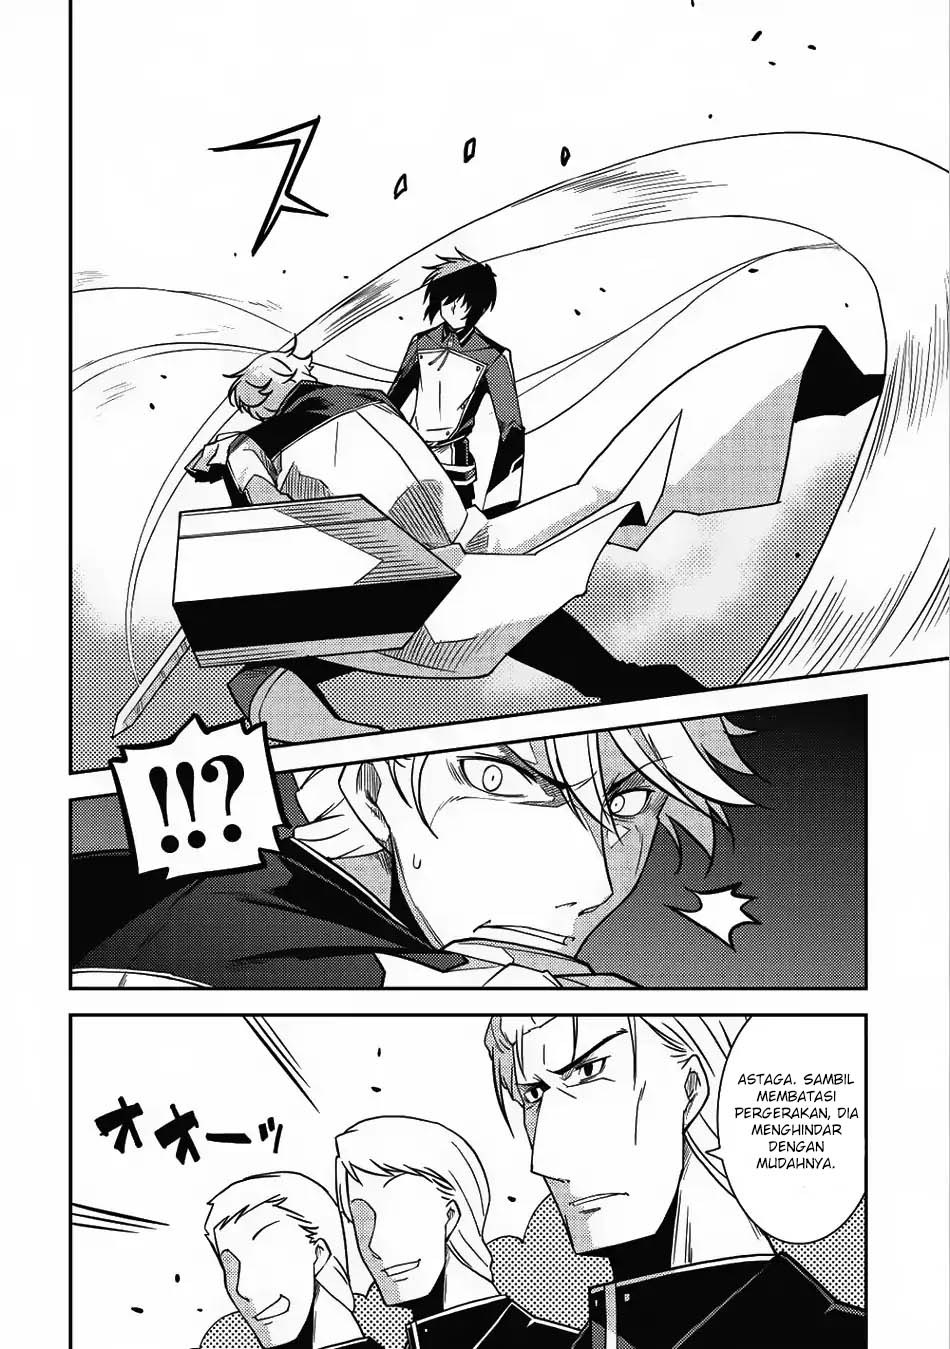 ス
!!?
オオーッ
ASTAGA. SAMBIL
MEMBATASI
PERGERAKAN, DIA
MENGHINDAR
DENGAN
MUDAHNYA.